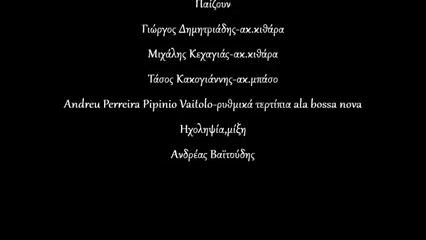 Παίζουν
Γιώργος Δημητριάδης-ακ.κιθάρα
Μιχάλης Κεχαγιάς-ακ.κιθάρα
Τάσος Κακογιάννης-ακ.μπάσο
Andreu Perreira Pipinio Vaitolo-ρυθμικά τερτίπια ala bossa nova
Ηχοληψία,μίξη
Ανδρέας Βαϊτούδης